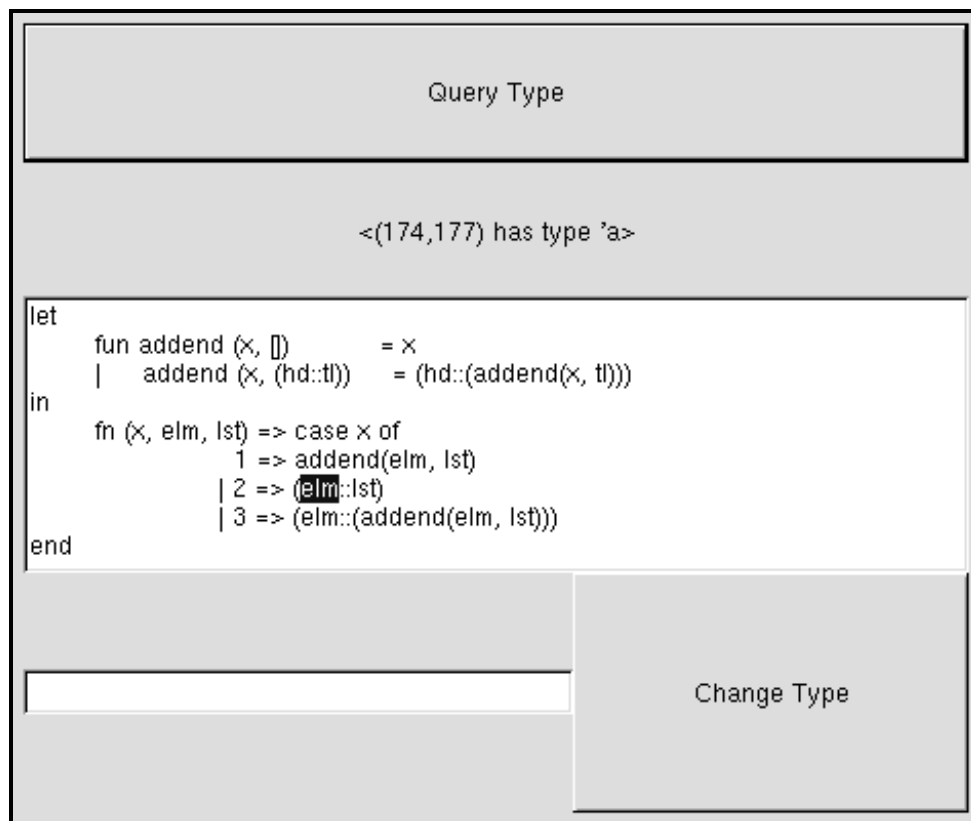 Query Type
<(174,177) has type 'a>
let
fun addend (x, []) = x
| addend (x, (hd::tl)) = (hd::(addend(x, tl)))
in
fn (x, elm, lst) => case x of
1 => addend(elm, lst)
| 2 => (elm::lst)
| 3 => (elm::(addend(elm, lst)))
end
Change Type